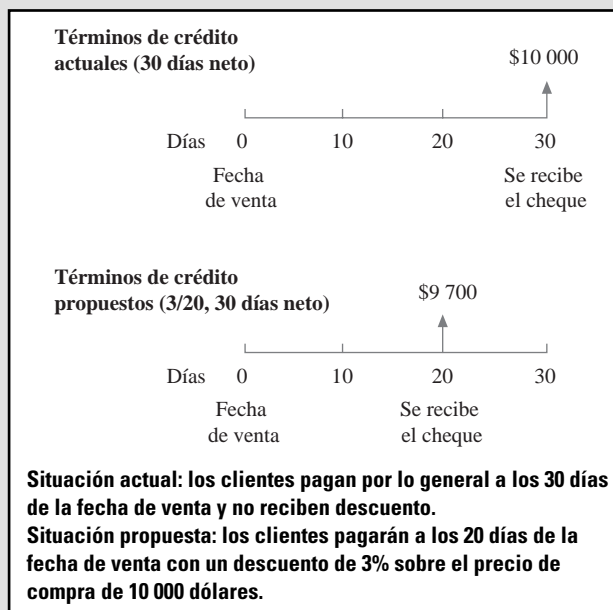 Términos de crédito
actuales (30 días neto)
$10 000
Días 0 10 20 30
Fecha
de venta
Se recibe
el cheque
Términos de crédito
propuestos (3/20, 30 días neto)
$9 700
Días 0 10 20 30
Fecha
de venta
Se recibe
el cheque
Situación actual: los clientes pagan por lo general a los 30 días
de la fecha de venta y no reciben descuento.
Situación propuesta: los clientes pagarán a los 20 días de la
fecha de venta con un descuento de 3% sobre el precio de
compra de 10 000 dólares.